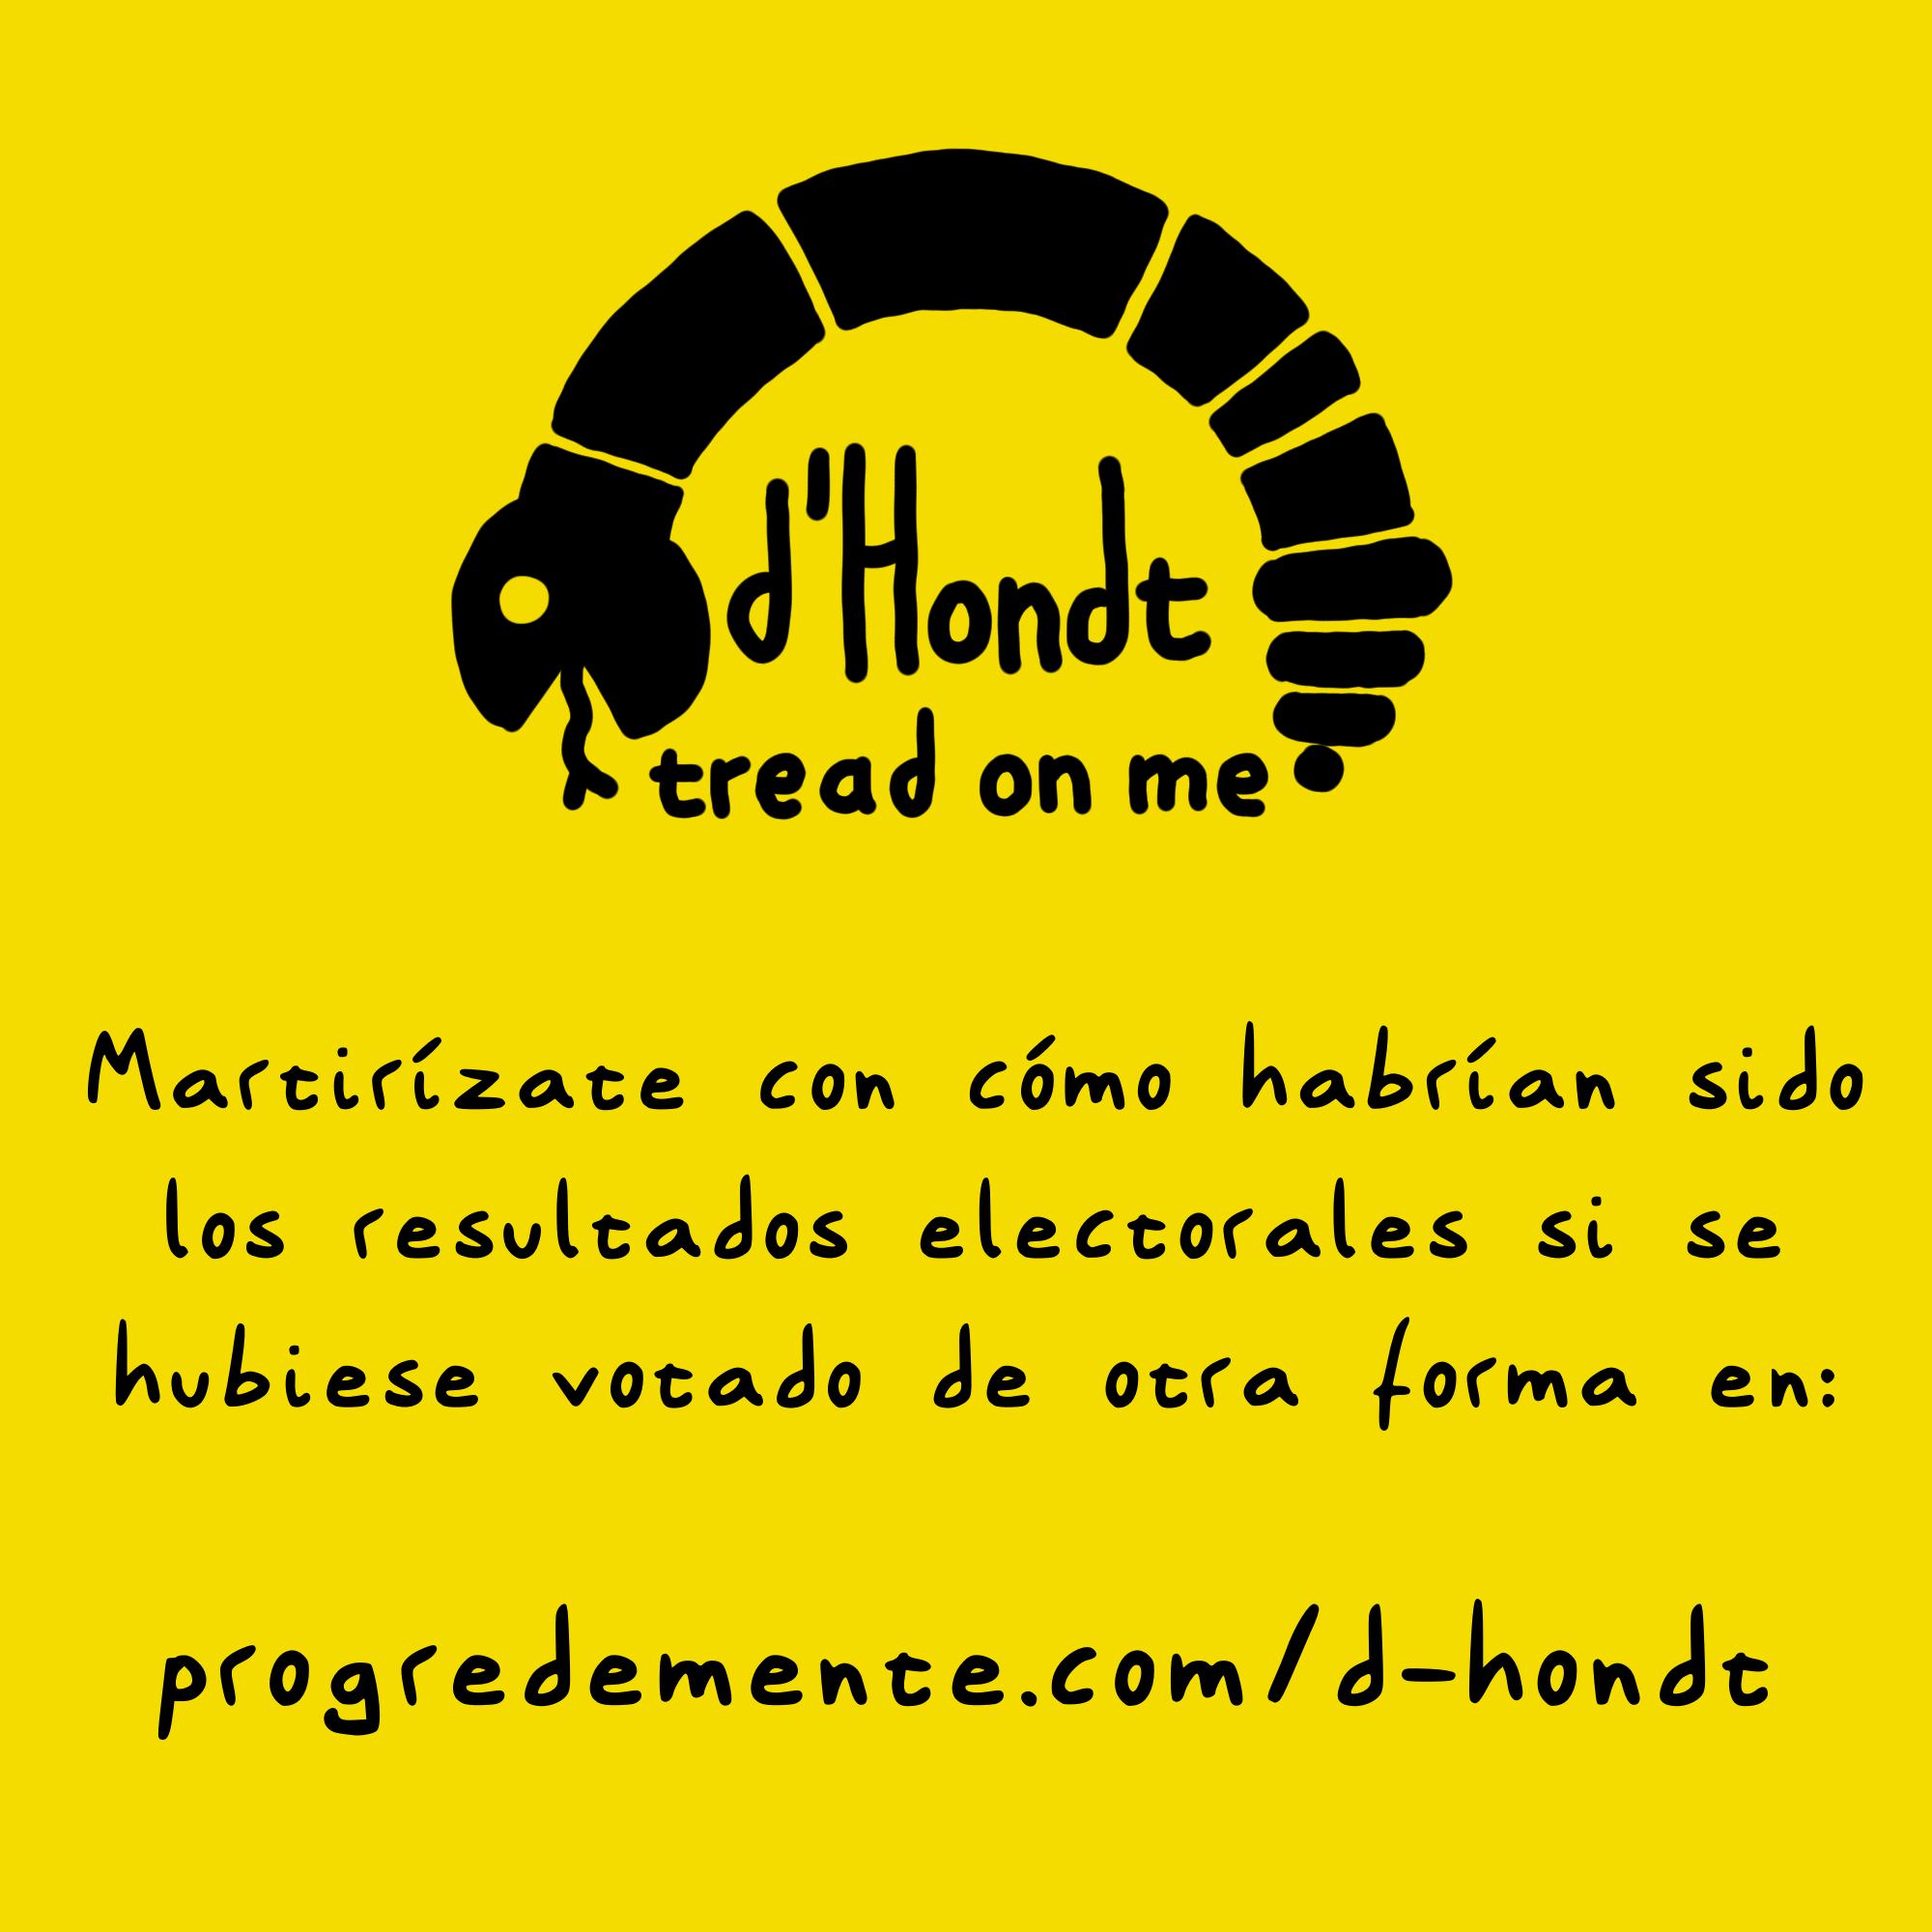 d'Hondt
tread on me
Martirízate con cómo habrían sido
los resultados electorales si se
hubiese votado de otra forma en:
progredemente.com/d-hondt